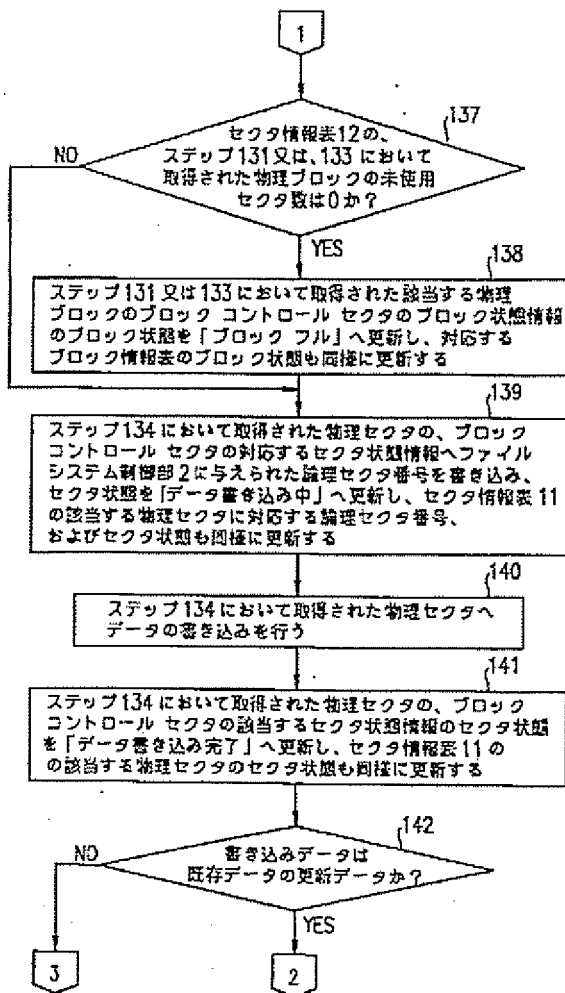 1
137
セクタ情報表12の、
ステップ131又は、133において
取得された物理ブロックの未使用
セクタ数は0か？
NO
YES
138
ステップ131又は133において取得された該当する物理
ブロックのブロック コントロール セクタのブロック状態情報
のブロック状態を「ブロック フル」へ更新し、対応する
ブロック情報表のブロック状態も同様に更新する
139
ステップ134において取得された物理セクタの、ブロック
コントロール セクタの対応するセクタ状態情報へファイル
システム制御部2に与えられた論理セクタ番号を書き込み、
セクタ状態を「データ書き込み中」へ更新し、セクタ情報表11
の該当する物理セクタに対応する論理セクタ番号、
およびセクタ状態も同様に更新する
140
ステップ134において取得された物理セクタへ
データの書き込みを行う
141
ステップ134において取得された物理セクタの、ブロック
コントロール セクタの該当するセクタ状態情報のセクタ状態
を「データ書き込み完了」へ更新し、セクタ情報表11の
の該当する物理セクタのセクタ状態も同様に更新する
142
書き込みデータは
既存データの更新データか？
NO
YES
3
2